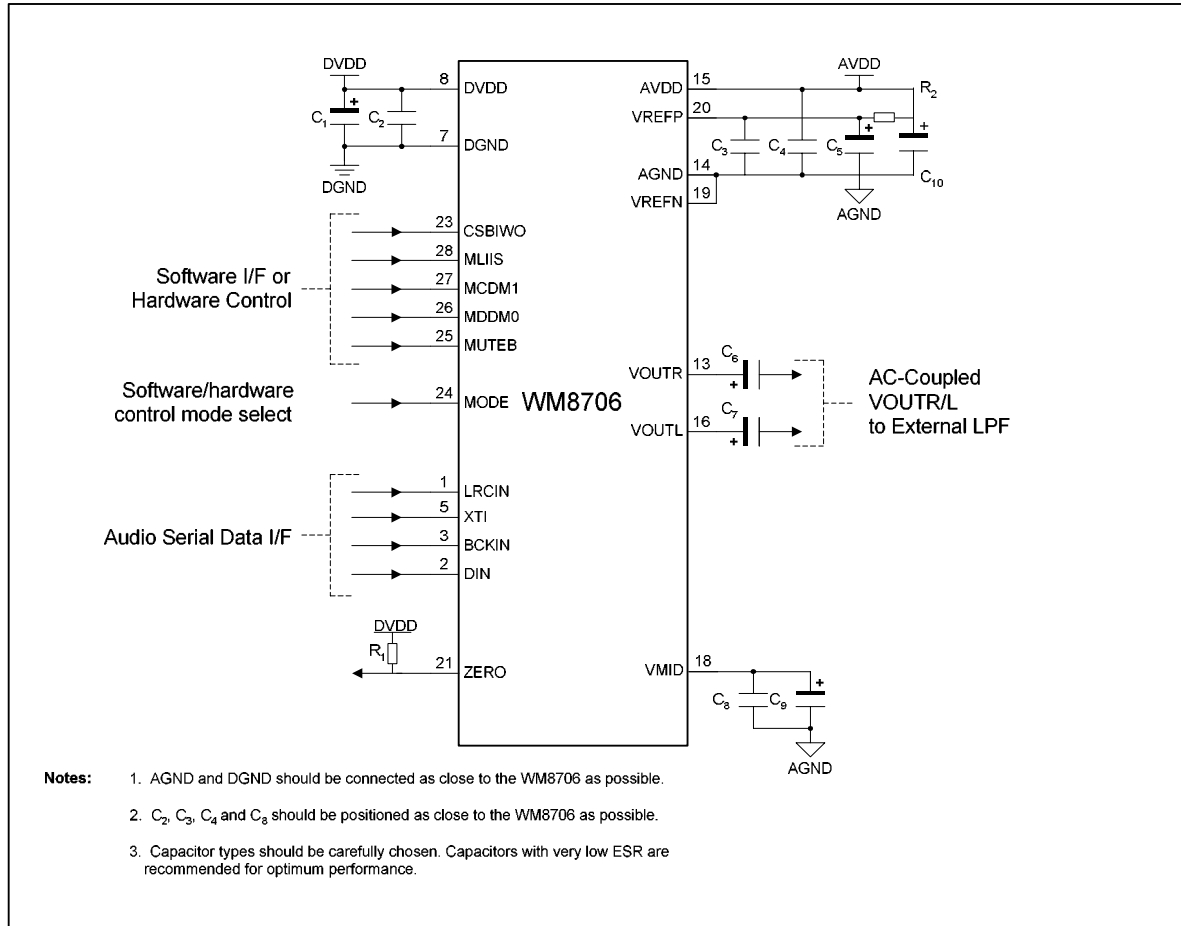 DVDD
8 DVDD
C1 +
C2
7 DGND
DGND
AVDD
AVDD 15
R2
VREFP 20
C3
C4
C5 +
+
C10
AGND 14
VREFN 19
AGND
Software I/F or
Hardware Control
23 CSBIWO
28 MLIIS
27 MCDM1
26 MDDM0
25 MUTEB
Software/hardware
control mode select
24 MODE
WM8706
VOUTR 13
C6
+
VOUTL 16
C7
+
AC-Coupled
VOUTR/L
to External LPF
Audio Serial Data I/F
1 LRCIN
5 XTI
3 BCKIN
2 DIN
DVDD
R1
21 ZERO
VMID 18
C8
C9 +
AGND
Notes:
1. AGND and DGND should be connected as close to the WM8706 as possible.
2. C2, C3, C4 and C8 should be positioned as close to the WM8706 as possible.
3. Capacitor types should be carefully chosen. Capacitors with very low ESR are
recommended for optimum performance.